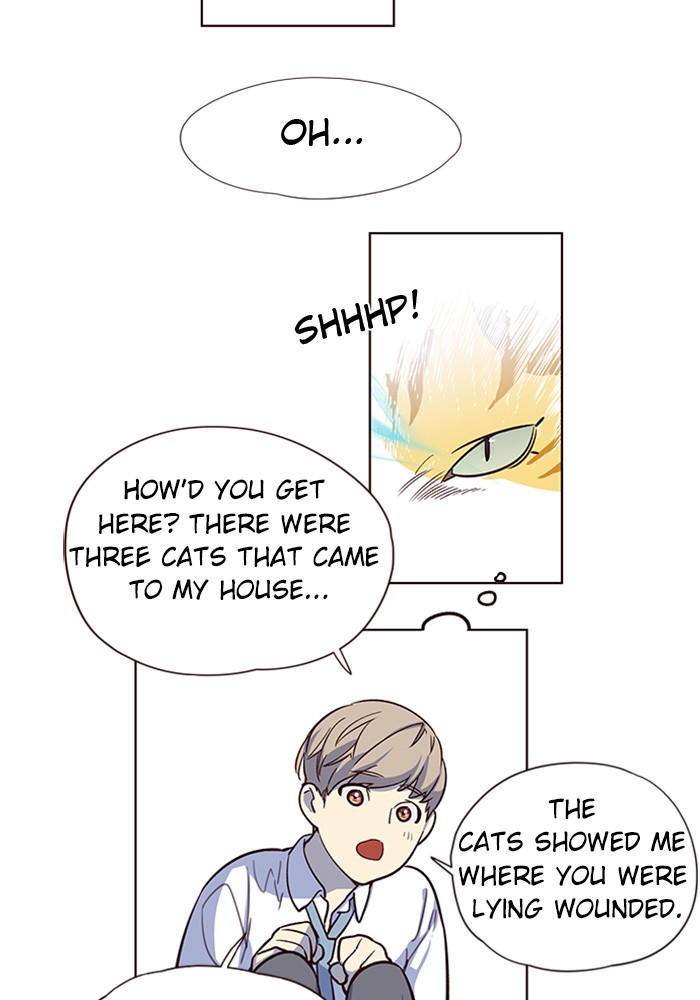 OH...
SHHHP!
HOW'D YOU GET
HERE? THERE WERE
THREE CATS THAT CAME
TO MY HOUSE...
THE
CATS SHOWED ME
WHERE YOU WERE
LYING WOUNDED.